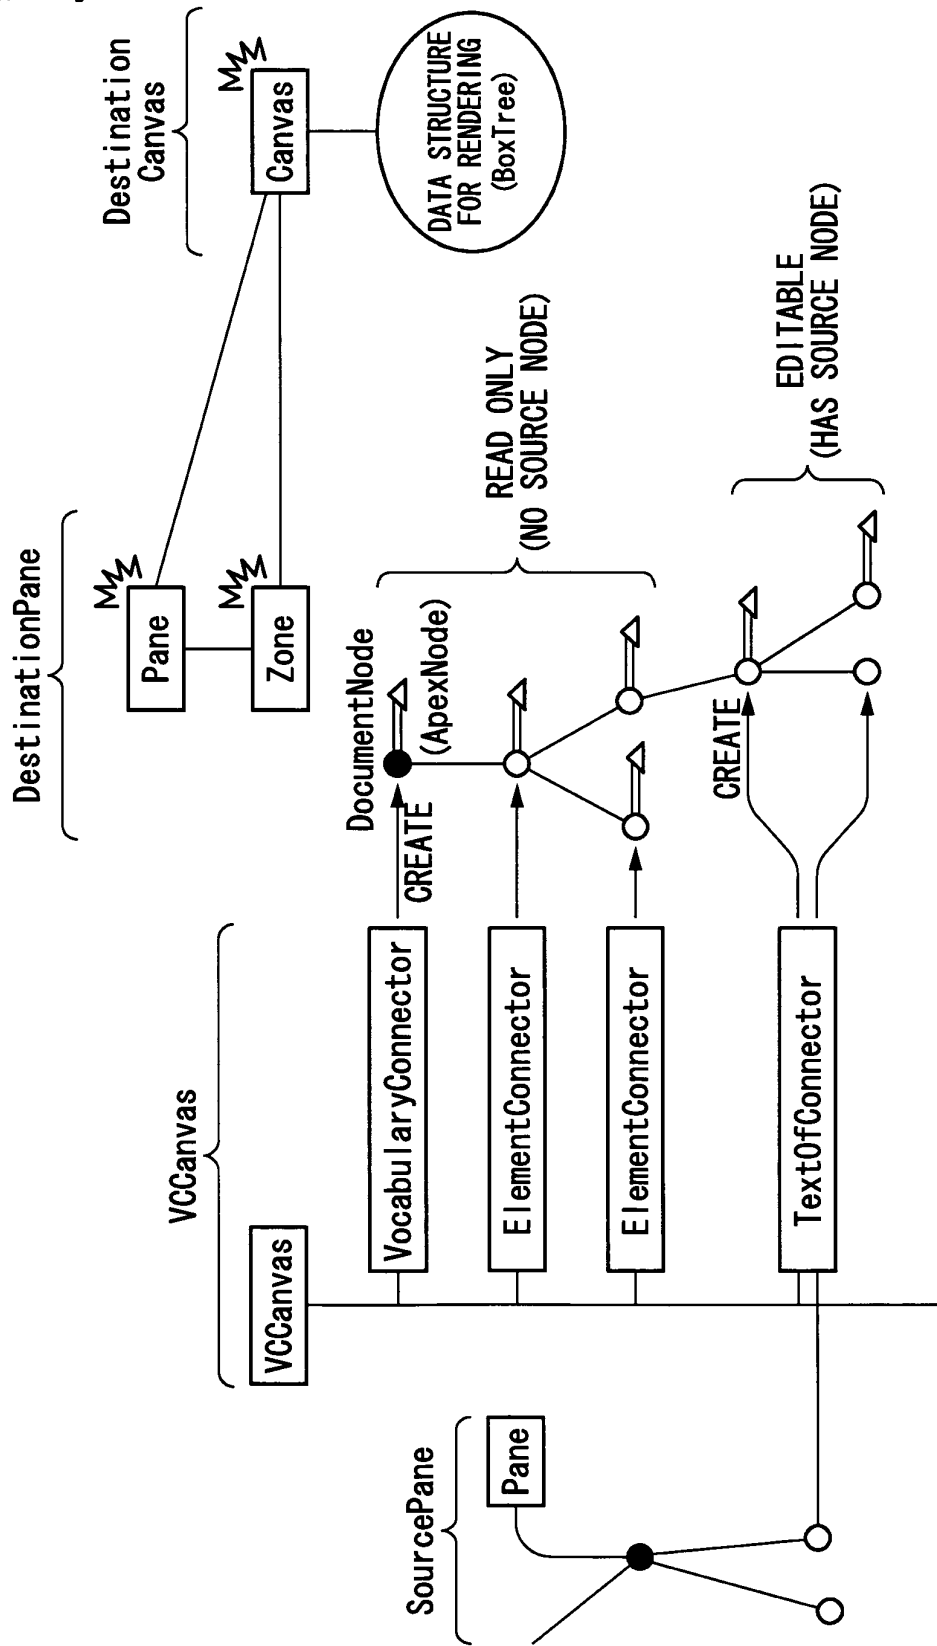 SourcePane
Pane
VCCanvas
VCCanvas
VocabularyConnector
ElementConnector
ElementConnector
TextOfConnector
DestinationPane
Pane
Zone
DocumentNode
(ApexNode)
CREATE
CREATE
Destination
Canvas
Canvas
DATA STRUCTURE
FOR RENDERING
(BoxTree)
READ ONLY
(NO SOURCE NODE)
EDITABLE
(HAS SOURCE NODE)